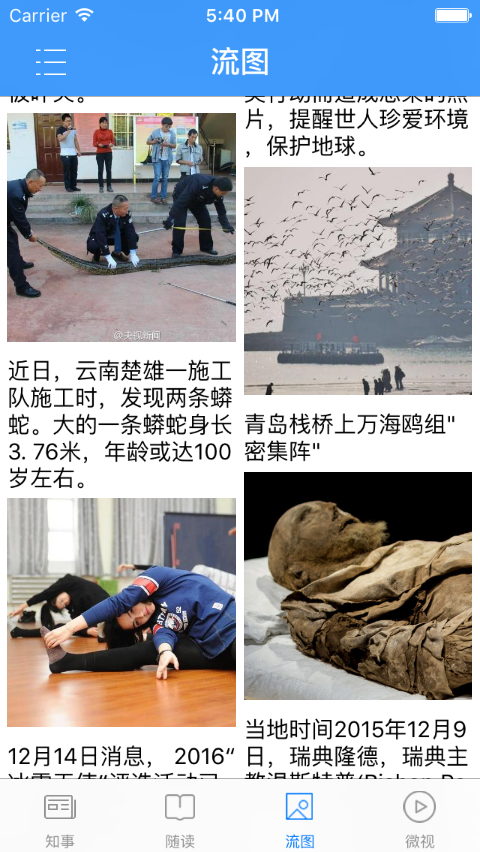 Carrier
5:40 PM
流图
片，提醒世人珍爱环境
，保护地球。
@央视新闻
近日，云南楚雄一施工
队施工时，发现两条蟒
蛇。大的一条蟒蛇身长
3. 76米，年龄或达100
岁左右。
青岛栈桥上万海鸥组"
密集阵"
12月14日消息， 2016“
当地时间2015年12月9
日，瑞典隆德，瑞典主
知事
随读
流图
微视